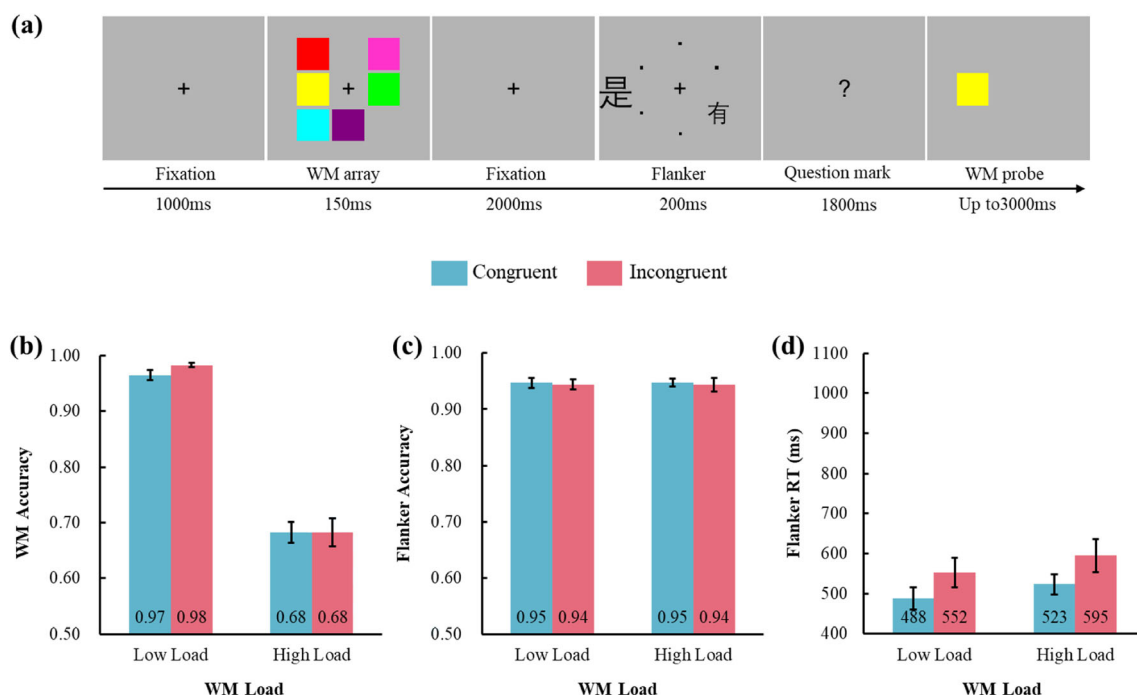 (a)
+
+
+
是 + 有
?
Fixation WM array Fixation Flanker Question mark WM probe
1000ms 150ms 2000ms 200ms 1800ms Up to3000ms
Congruent Incongruent
(b)
1.00
0.90
0.80
0.70
0.60
0.50
WM Accuracy
0.97 0.98 0.68 0.68
Low Load High Load
WM Load
(c)
1.00
0.90
0.80
0.70
0.60
0.50
Flanker Accuracy
0.95 0.94 0.95 0.94
Low Load High Load
WM Load
(d)
1100
1000
900
800
700
600
500
400
Flanker RT (ms)
488 552 523 595
Low Load High Load
WM Load